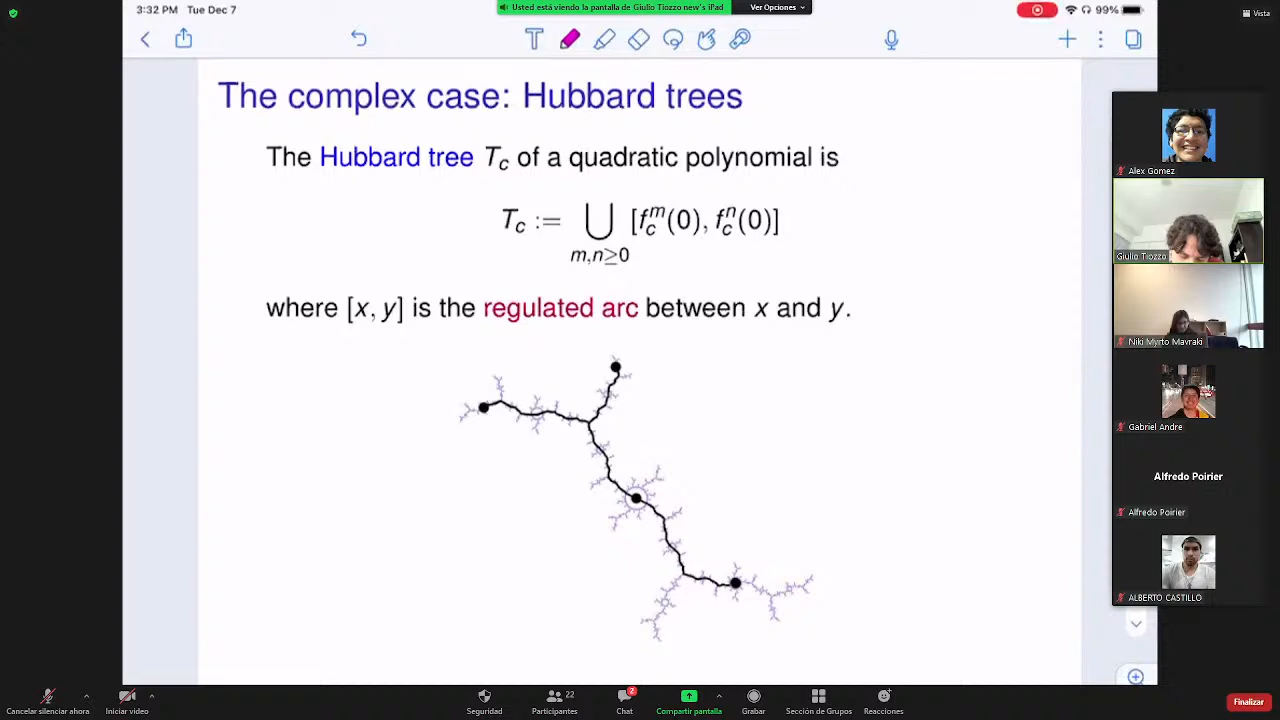 3:32 PM Tue Dec 7
Usted está viendo la pantalla de Giulio Tiozzo new's iPad
Ver Opciones
99%
Vista
The complex case: Hubbard trees
The Hubbard tree T_c of a quadratic polynomial is
T_c := ⋃_{m,n≥0} [f_c^m(0), f_c^n(0)]
where [x, y] is the regulated arc between x and y.
Alex Gomez
Giulio Tiozzo
Niki Myrto Mavraki
Gabriel Andre
Alfredo Poirier
Alfredo Poirier
ALBERTO CASTILLO
Cancelar silenciar ahora
Iniciar video
Seguridad
22
Participantes
2
Chat
Compartir pantalla
Grabar
Sección de Grupos
Reacciones
Finalizar